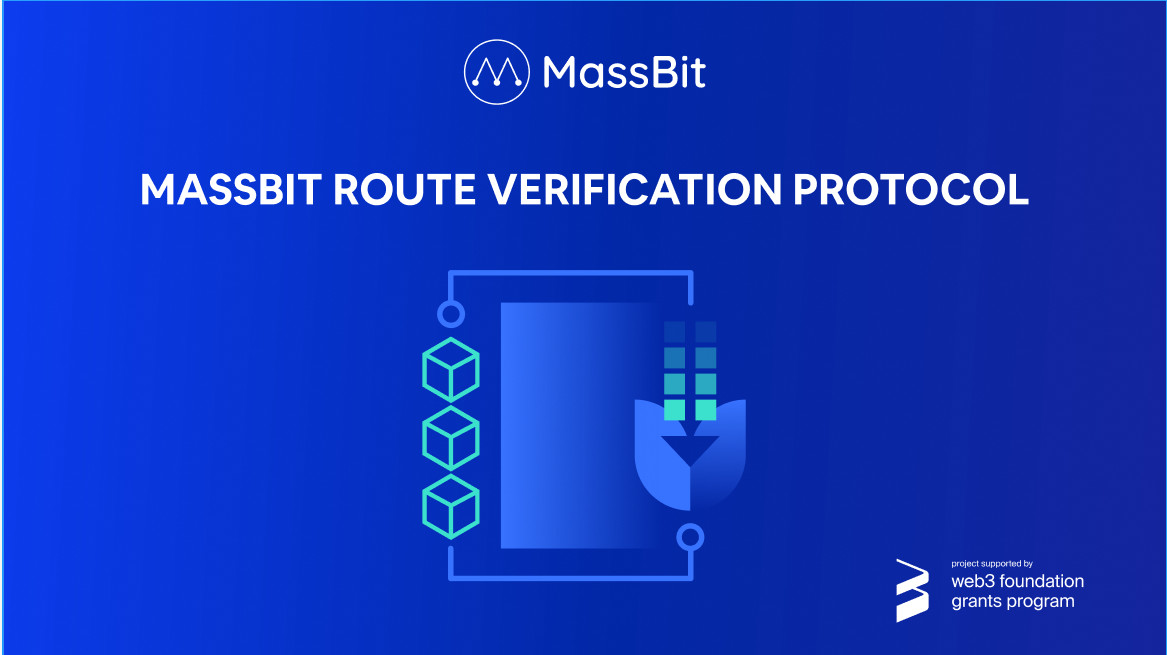 MassBit
MASSBIT ROUTE VERIFICATION PROTOCOL
project supported by
web3 foundation
grants program